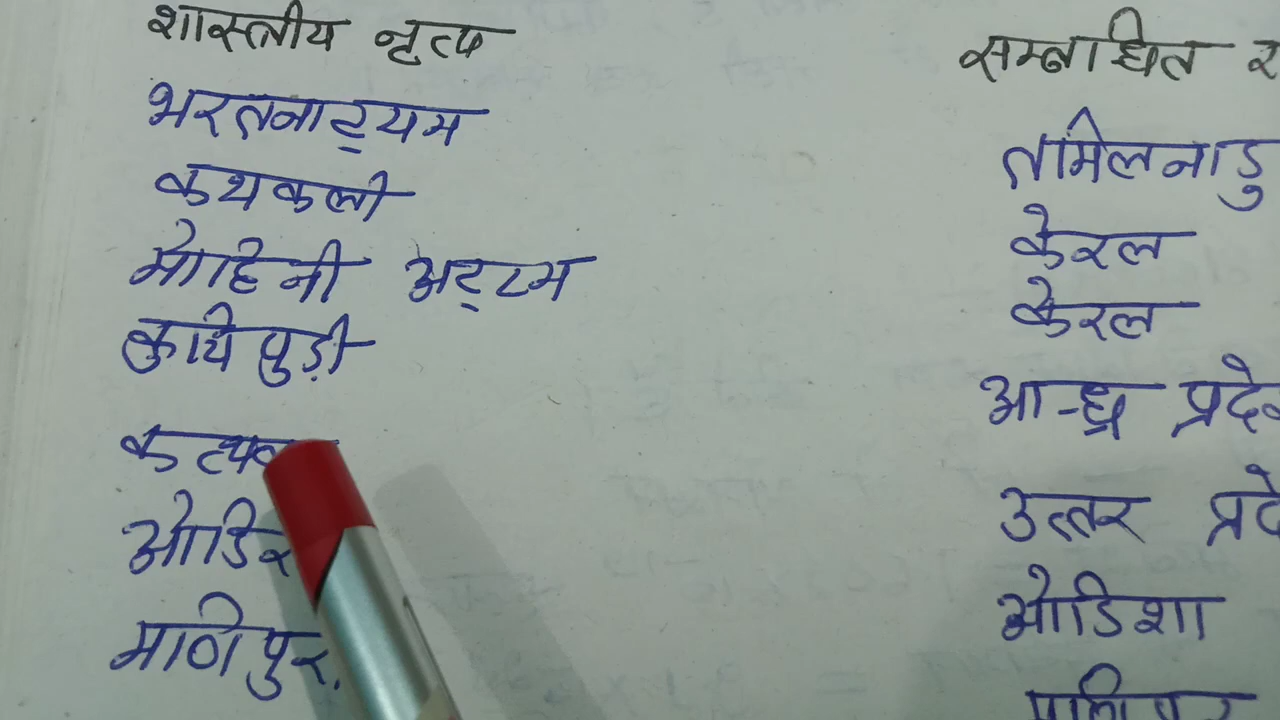 शास्त्रीय नृत्य सम्बन्धित
भरतनाट्यम तमिलनाडु
कथकली केरल
मोहिनी अट्टम केरल
कुचिपुड़ी आन्ध्र
उत्तर
ओडिशा